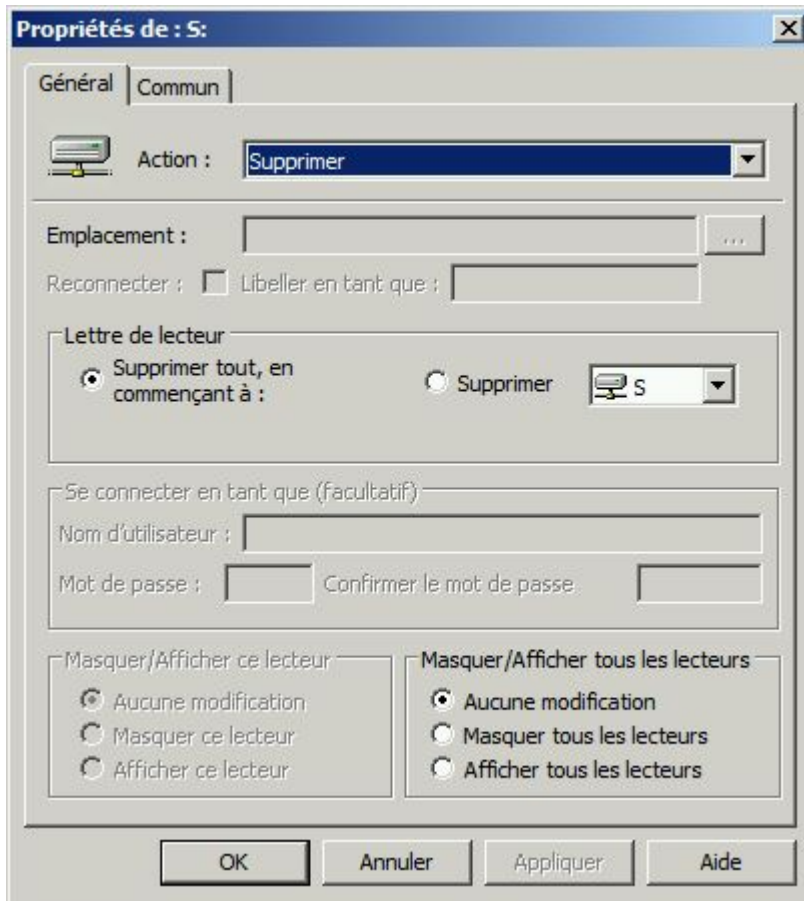 Propriétés de : S:
Général
Commun
Action :
Supprimer
Emplacement :
...
Reconnecter :
Libeller en tant que :
Lettre de lecteur
Supprimer tout, en
commençant à :
Supprimer
S
Se connecter en tant que (facultatif)
Nom d'utilisateur :
Mot de passe :
Confirmer le mot de passe
Masquer/Afficher ce lecteur
Aucune modification
Masquer ce lecteur
Afficher ce lecteur
Masquer/Afficher tous les lecteurs
Aucune modification
Masquer tous les lecteurs
Afficher tous les lecteurs
OK
Annuler
Appliquer
Aide